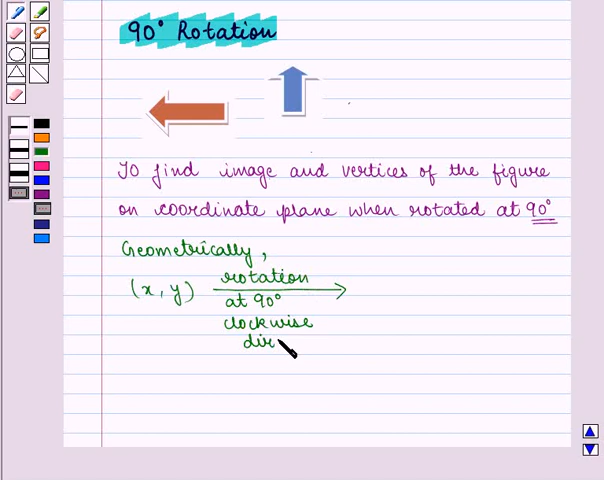 90° Rotation
To find image and vertices of the figure
on coordinate plane when rotated at 90°
Geometrically,
(x, y) rotation
at 90°
clockwise
dir